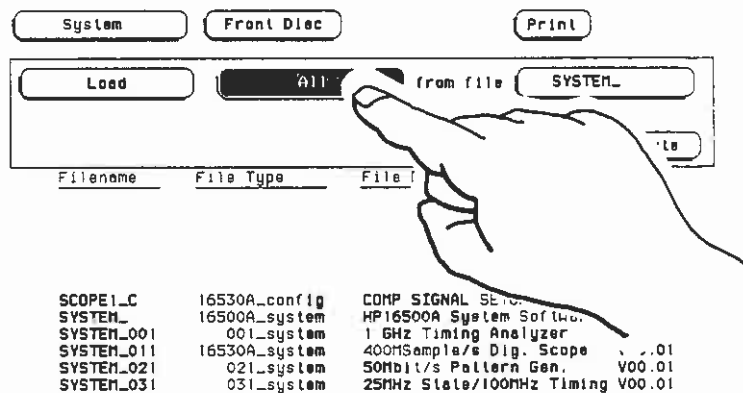 System Front Disc Print
Load All from file SYSTEM_
Filename File Type File
SCOPE1_C 16530A_config COMP SIGNAL
SYSTEM_ 16500A_system HP16500A System
SYSTEM_001 001_system 1 GHz Timing Analyzer
SYSTEM_011 16530A_system 400MSample/s Dig. Scope .01
SYSTEM_021 021_system 50Mbit/s Pattern Gen. V00.01
SYSTEM_031 031_system 25MHz State/100MHz Timing V00.01